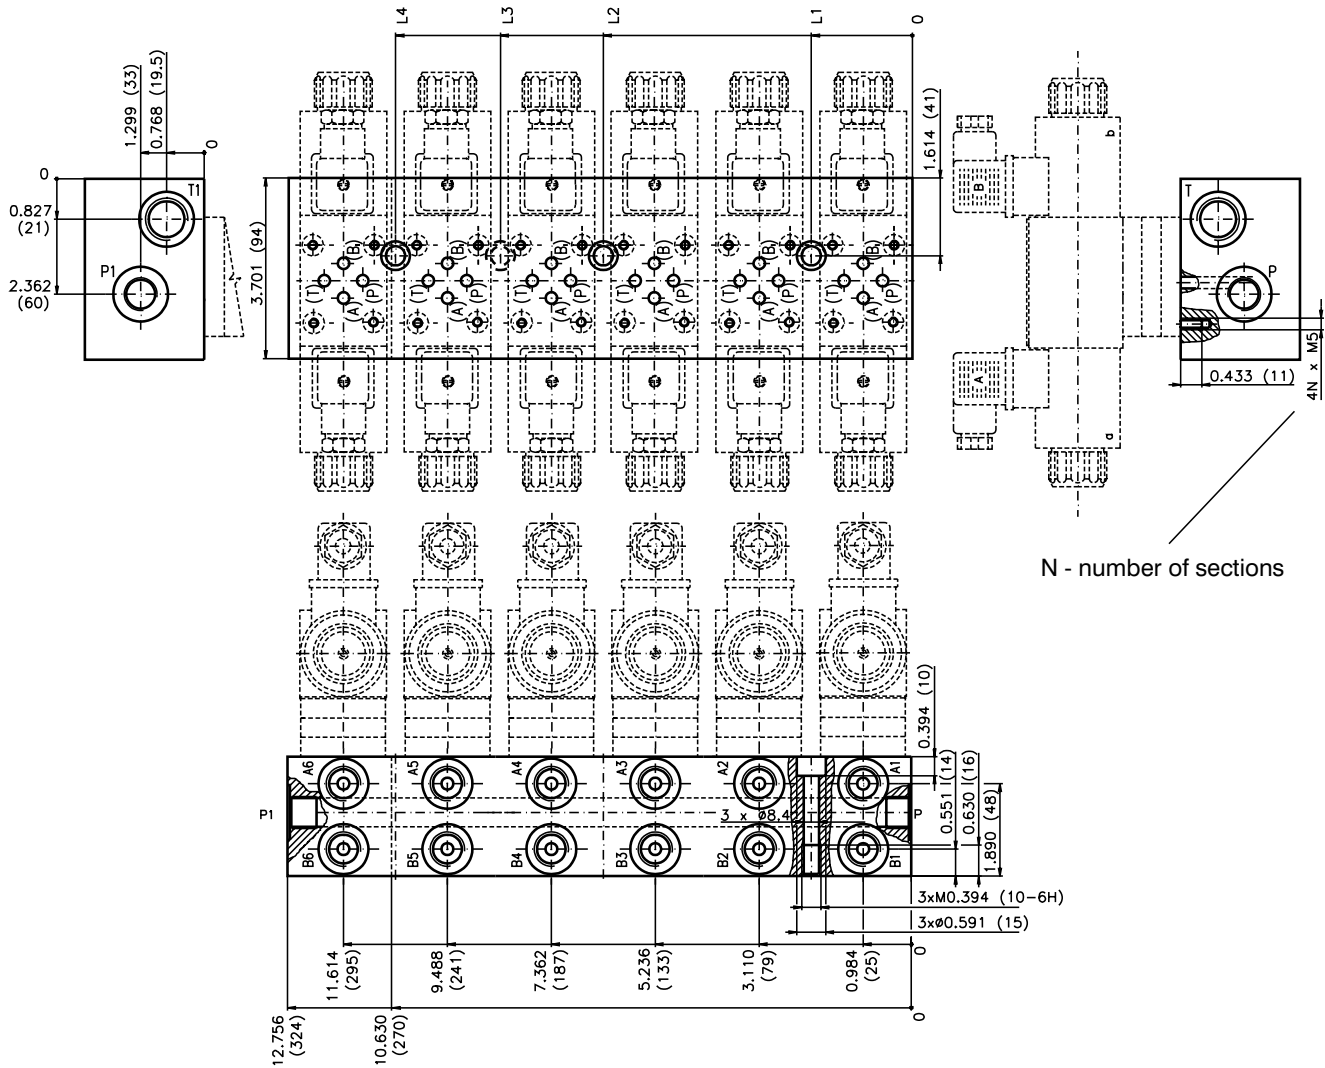 L4
L3
L2
L1
0
1.299 (33)
0.768 (19.5)
0
0
0.827
(21)
2.362
(60)
T1
P1
3.701 (94)
1.614 (41)
(B)
(B)
(B)
(B)
(B)
(B)
(T)
(P)
(T)
(P)
(T)
(P)
(T)
(P)
(T)
(P)
(T)
(P)
(A)
(A)
(A)
(A)
(A)
(A)
b
B
A
a
T
P
0.433 (11)
4N x M5
N - number of sections
0.394 (10)
A6
A5
A4
A3
A2
A1
P1
P
3 x ø8.4
B6
B5
B4
B3
B2
B1
0.551 (14)
0.630 (16)
1.890 (48)
3xM0.394 (10-6H)
3xø0.591 (15)
11.614
(295)
9.488
(241)
7.362
(187)
5.236
(133)
3.110
(79)
0.984
(25)
0
12.756
(324)
10.630
(270)
0